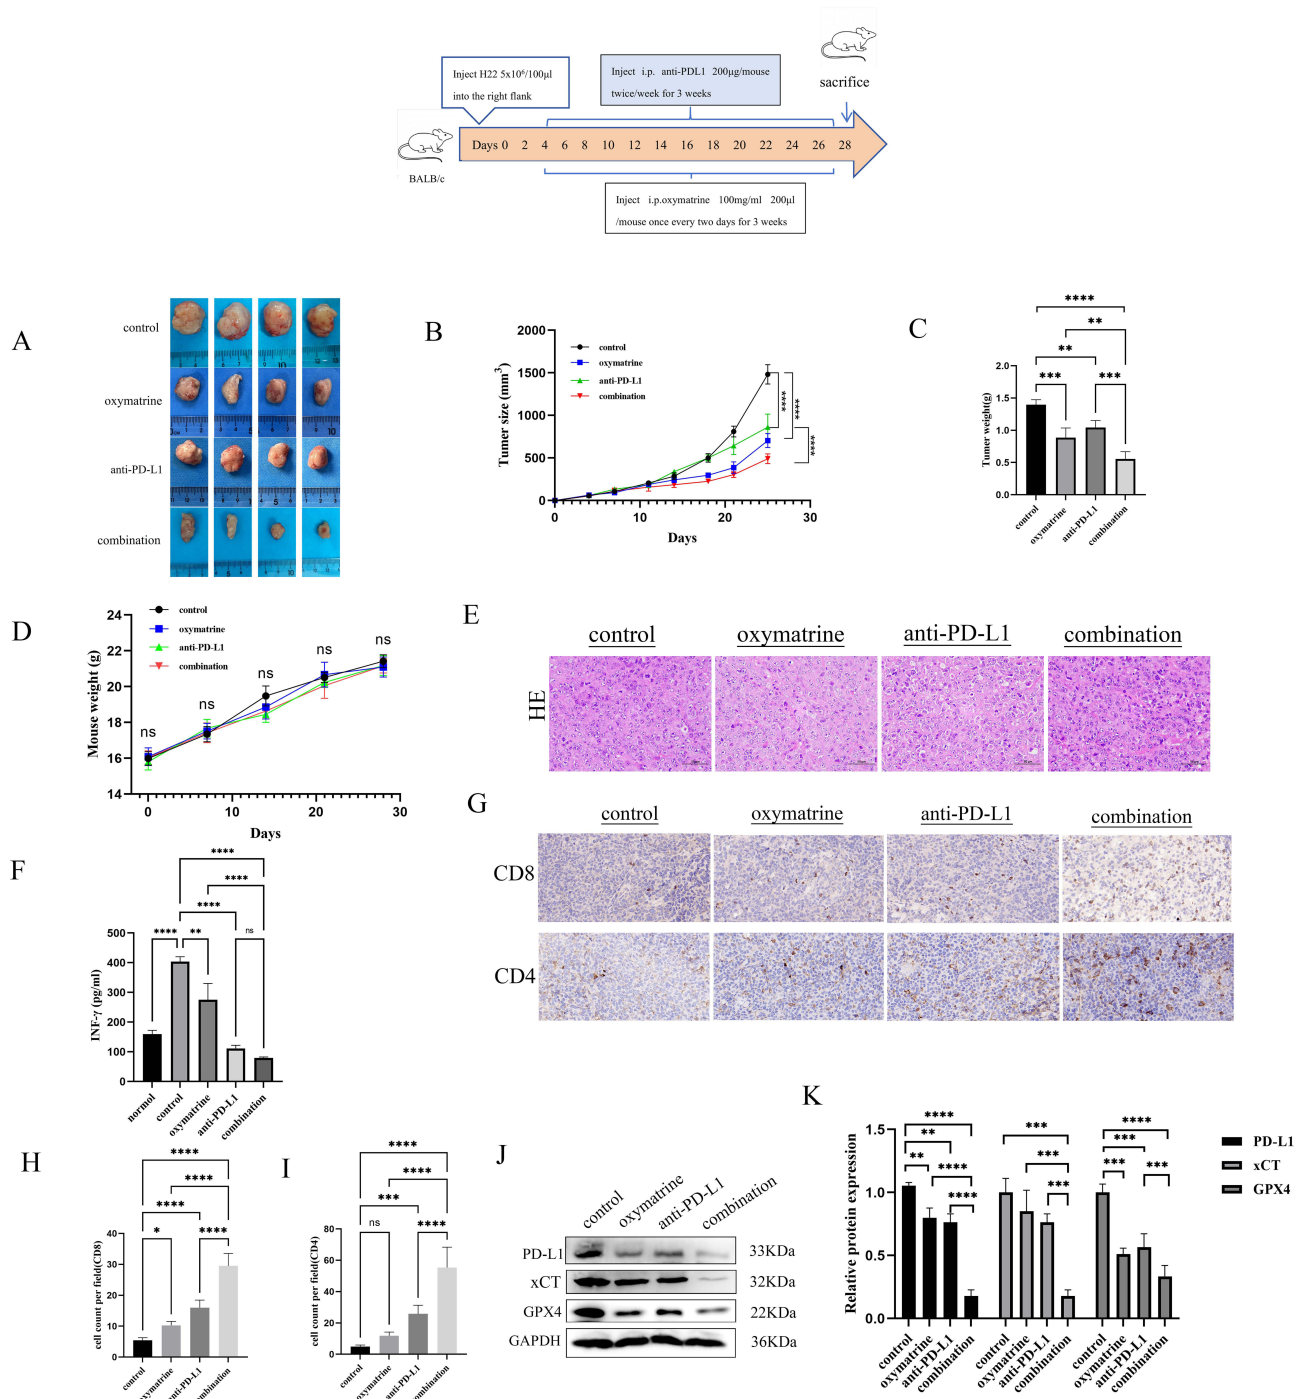 Inject H22 5x10⁶/100μl
into the right flank
Inject i.p. anti-PDL1 200μg/mouse
twice/week for 3 weeks
sacrifice
Days 0 2 4 6 8 10 12 14 16 18 20 22 24 26 28
BALB/c
Inject i.p.oxymatrine 100mg/ml 200μl
/mouse once every two days for 3 weeks
A
control
oxymatrine
anti-PD-L1
combination
B
Tumer size (mm³)
2000
1500
1000
500
0
0 10 20 30
Days
control
oxymatrine
anti-PD-L1
combination
****
****
****
C
****
**
**
*** ***
Tumer weight(g)
2.0
1.5
1.0
0.5
0.0
control
oxymatrine
anti-PD-L1
combination
D
Mouse weight (g)
24
22
20
18
16
14
0 10 20 30
Days
control
oxymatrine
anti-PD-L1
combination
ns ns ns ns ns
E
control oxymatrine anti-PD-L1 combination
HE
F
****
****
****
**** ** ns
INF-γ (pg/ml)
500
400
300
200
100
0
normol
control
oxymatrine
anti-PD-L1
combination
G
control oxymatrine anti-PD-L1 combination
CD8
CD4
H
****
****
****
* ****
cell count per field(CD8)
40
30
20
10
0
control
oxymatrine
anti-PD-L1
combination
I
****
****
***
ns ****
cell count per field(CD4)
80
60
40
20
0
control
oxymatrine
anti-PD-L1
combination
J
control oxymatrine anti-PD-L1 combination
PD-L1 33KDa
xCT 32KDa
GPX4 22KDa
GAPDH 36KDa
K
Relative protein expression
1.5
1.0
0.5
0.0
****
**
** ****
****
***
***
***
****
***
*** ***
control oxymatrine anti-PD-L1 combination
control oxymatrine anti-PD-L1 combination
control oxymatrine anti-PD-L1 combination
PD-L1
xCT
GPX4